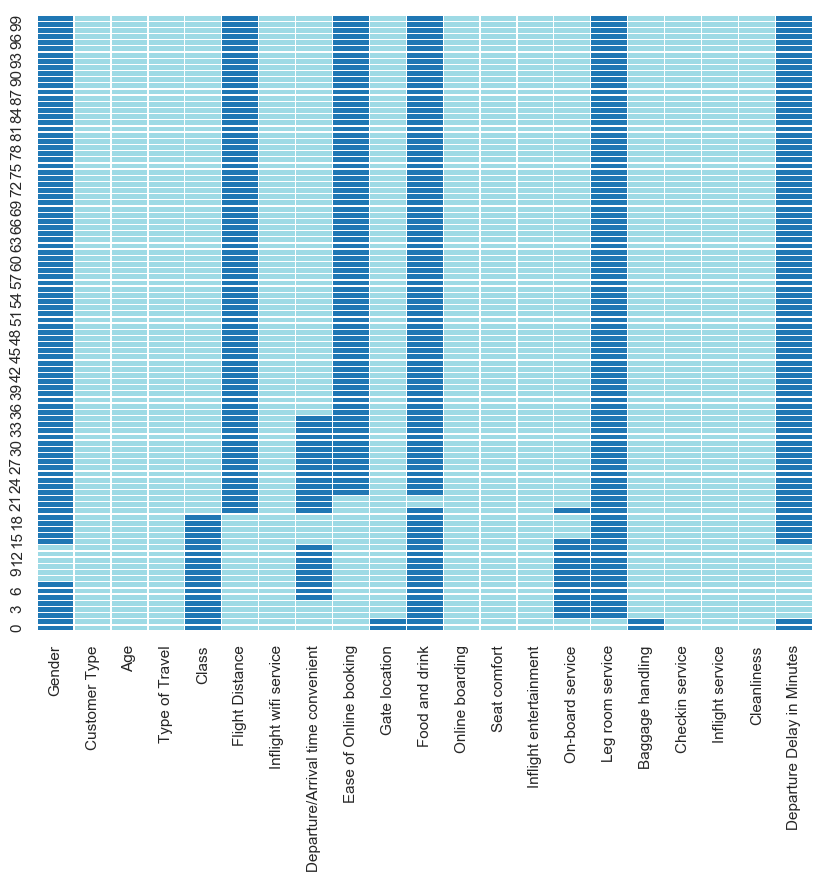 99
96
93
90
87
84
81
78
75
72
69
66
63
60
57
54
51
48
45
42
39
36
33
30
27
24
21
18
15
12
9
6
3
0
Gender
Customer Type
Age
Type of Travel
Class
Flight Distance
Inflight wifi service
Departure/Arrival time convenient
Ease of Online booking
Gate location
Food and drink
Online boarding
Seat comfort
Inflight entertainment
On-board service
Leg room service
Baggage handling
Checkin service
Inflight service
Cleanliness
Departure Delay in Minutes